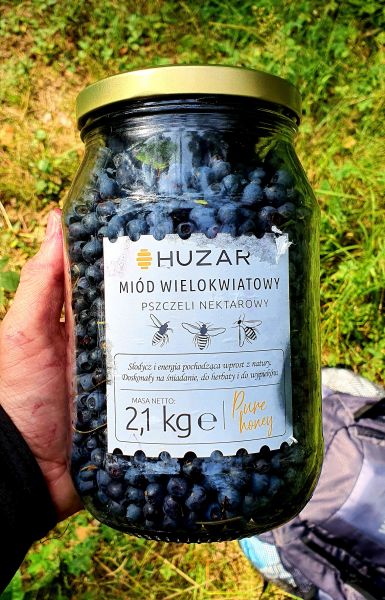 HUZAR
MIÓD WIELOKWIATOWY
PSZCZELI NEKTAROWY
Słodycz i energia pochodząca wprost z natury.
Doskonały na śniadanie, do herbaty i do wypieków.
MASA NETTO:
2,1 kg e
Pure
honey